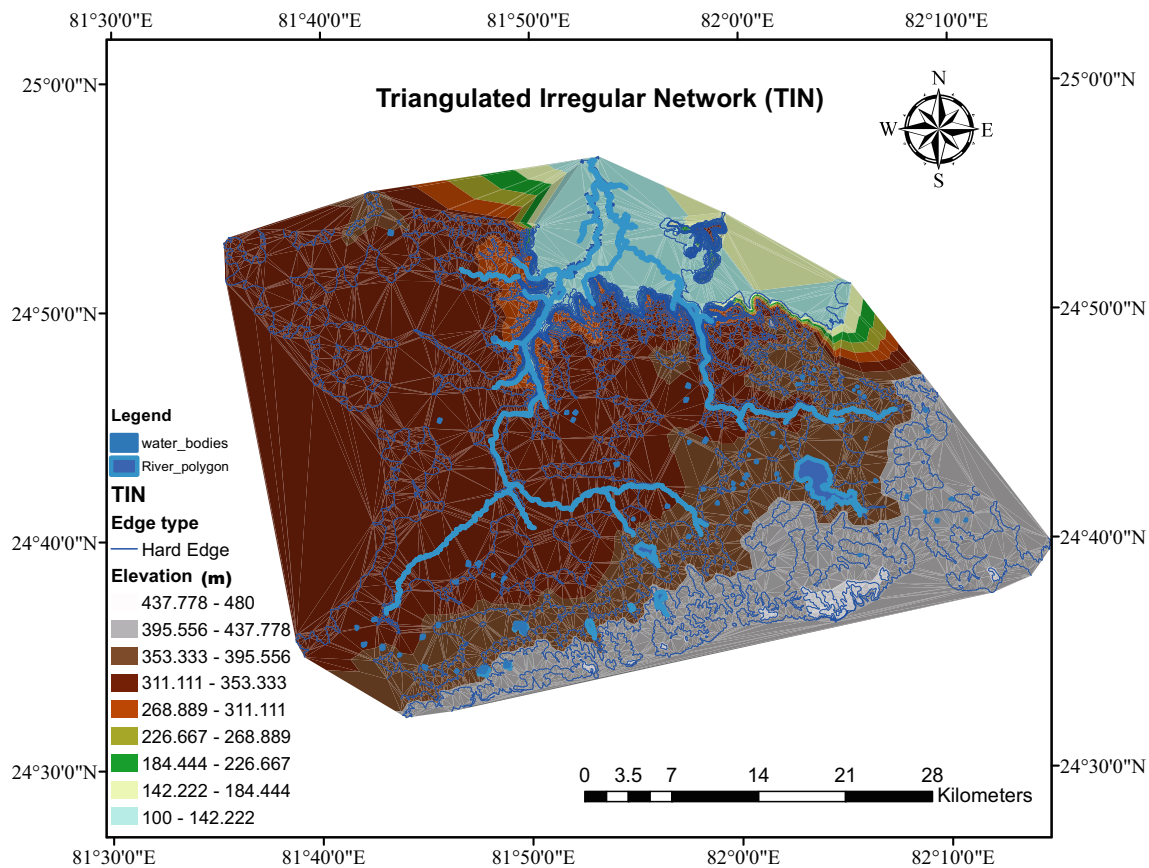 81°30'0"E 81°40'0"E 81°50'0"E 82°0'0"E 82°10'0"E
25°0'0"N 25°0'0"N
Triangulated Irregular Network (TIN)
N
W E
S
24°50'0"N 24°50'0"N
Legend
water_bodies
River_polygon
TIN
Edge type
Hard Edge
24°40'0"N 24°40'0"N
Elevation (m)
437.778 - 480
395.556 - 437.778
353.333 - 395.556
311.111 - 353.333
268.889 - 311.111
226.667 - 268.889
184.444 - 226.667
142.222 - 184.444
100 - 142.222
24°30'0"N 24°30'0"N
0 3.5 7 14 21 28
Kilometers
81°30'0"E 81°40'0"E 81°50'0"E 82°0'0"E 82°10'0"E